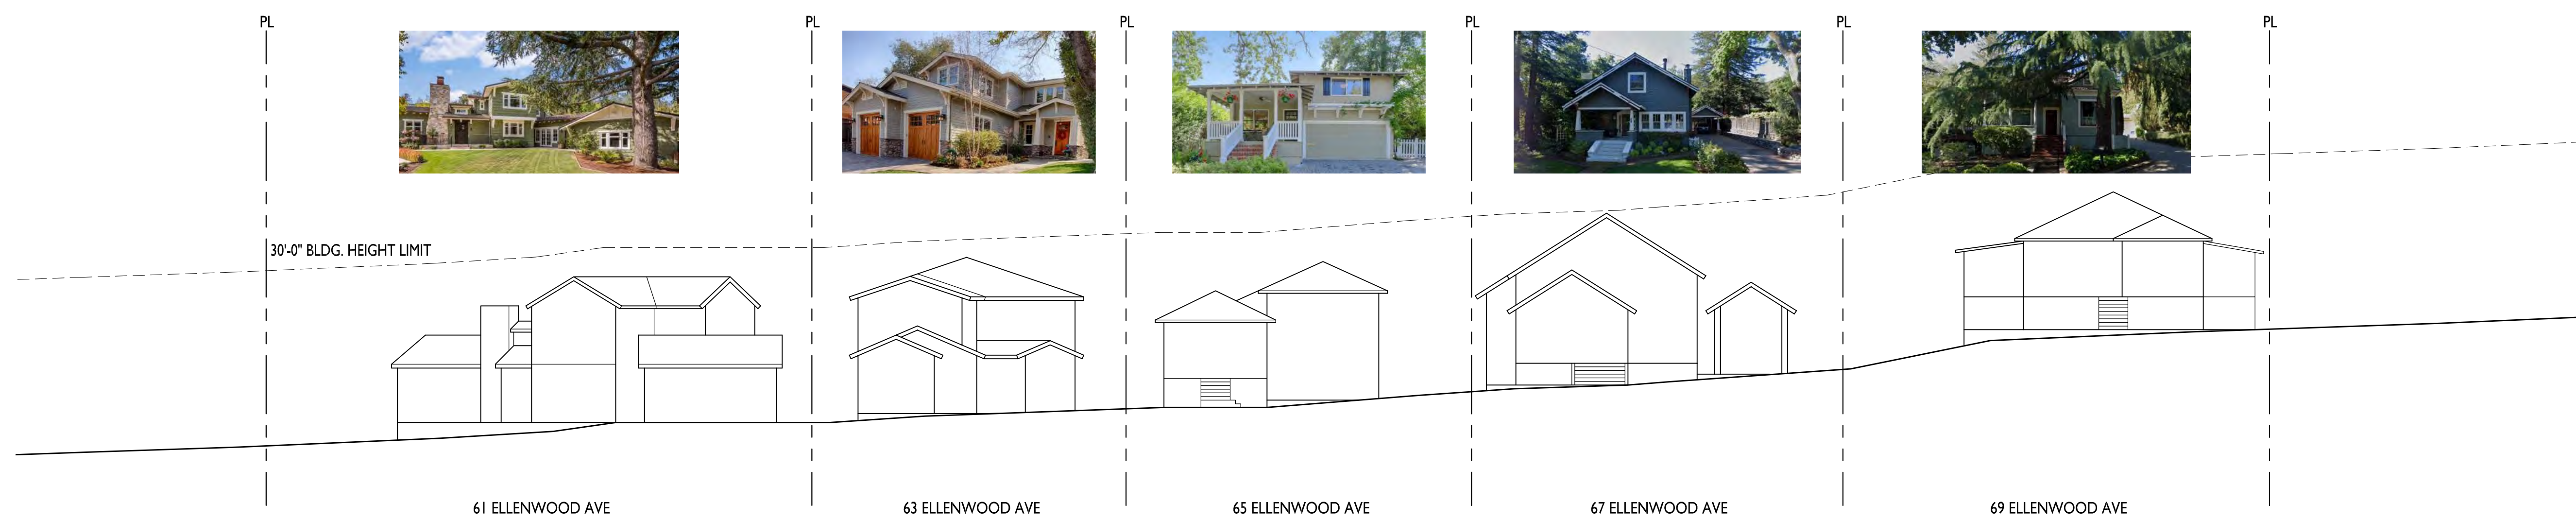 PL
PL
PL
PL
PL
PL
30'-0" BLDG. HEIGHT LIMIT
61 ELLENWOOD AVE
63 ELLENWOOD AVE
65 ELLENWOOD AVE
67 ELLENWOOD AVE
69 ELLENWOOD AVE